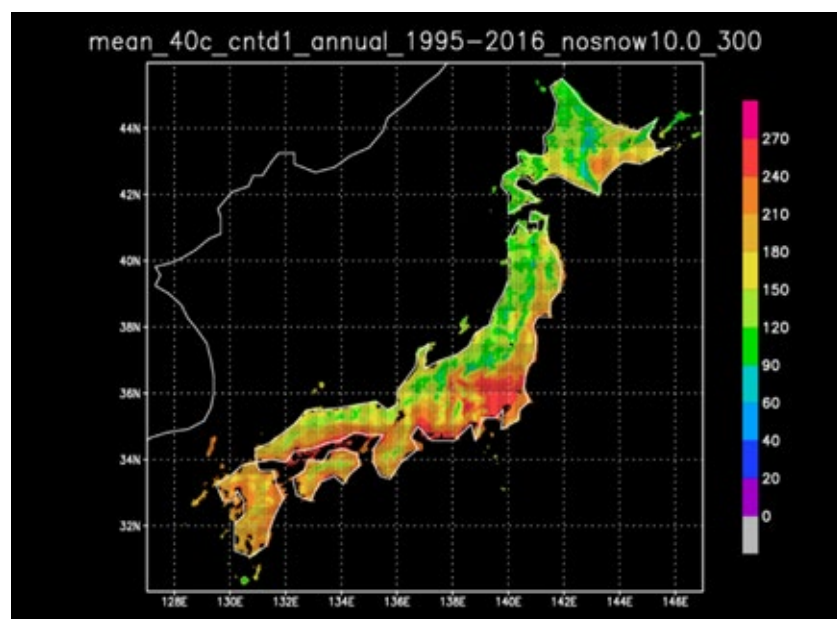 mean_40c_cntd1_annual_1995-2016_nosnow10.0_300
44N
42N
40N
38N
36N
34N
32N
128E 130E 132E 134E 136E 138E 140E 142E 144E 146E
270
240
210
180
150
120
90
60
40
20
0